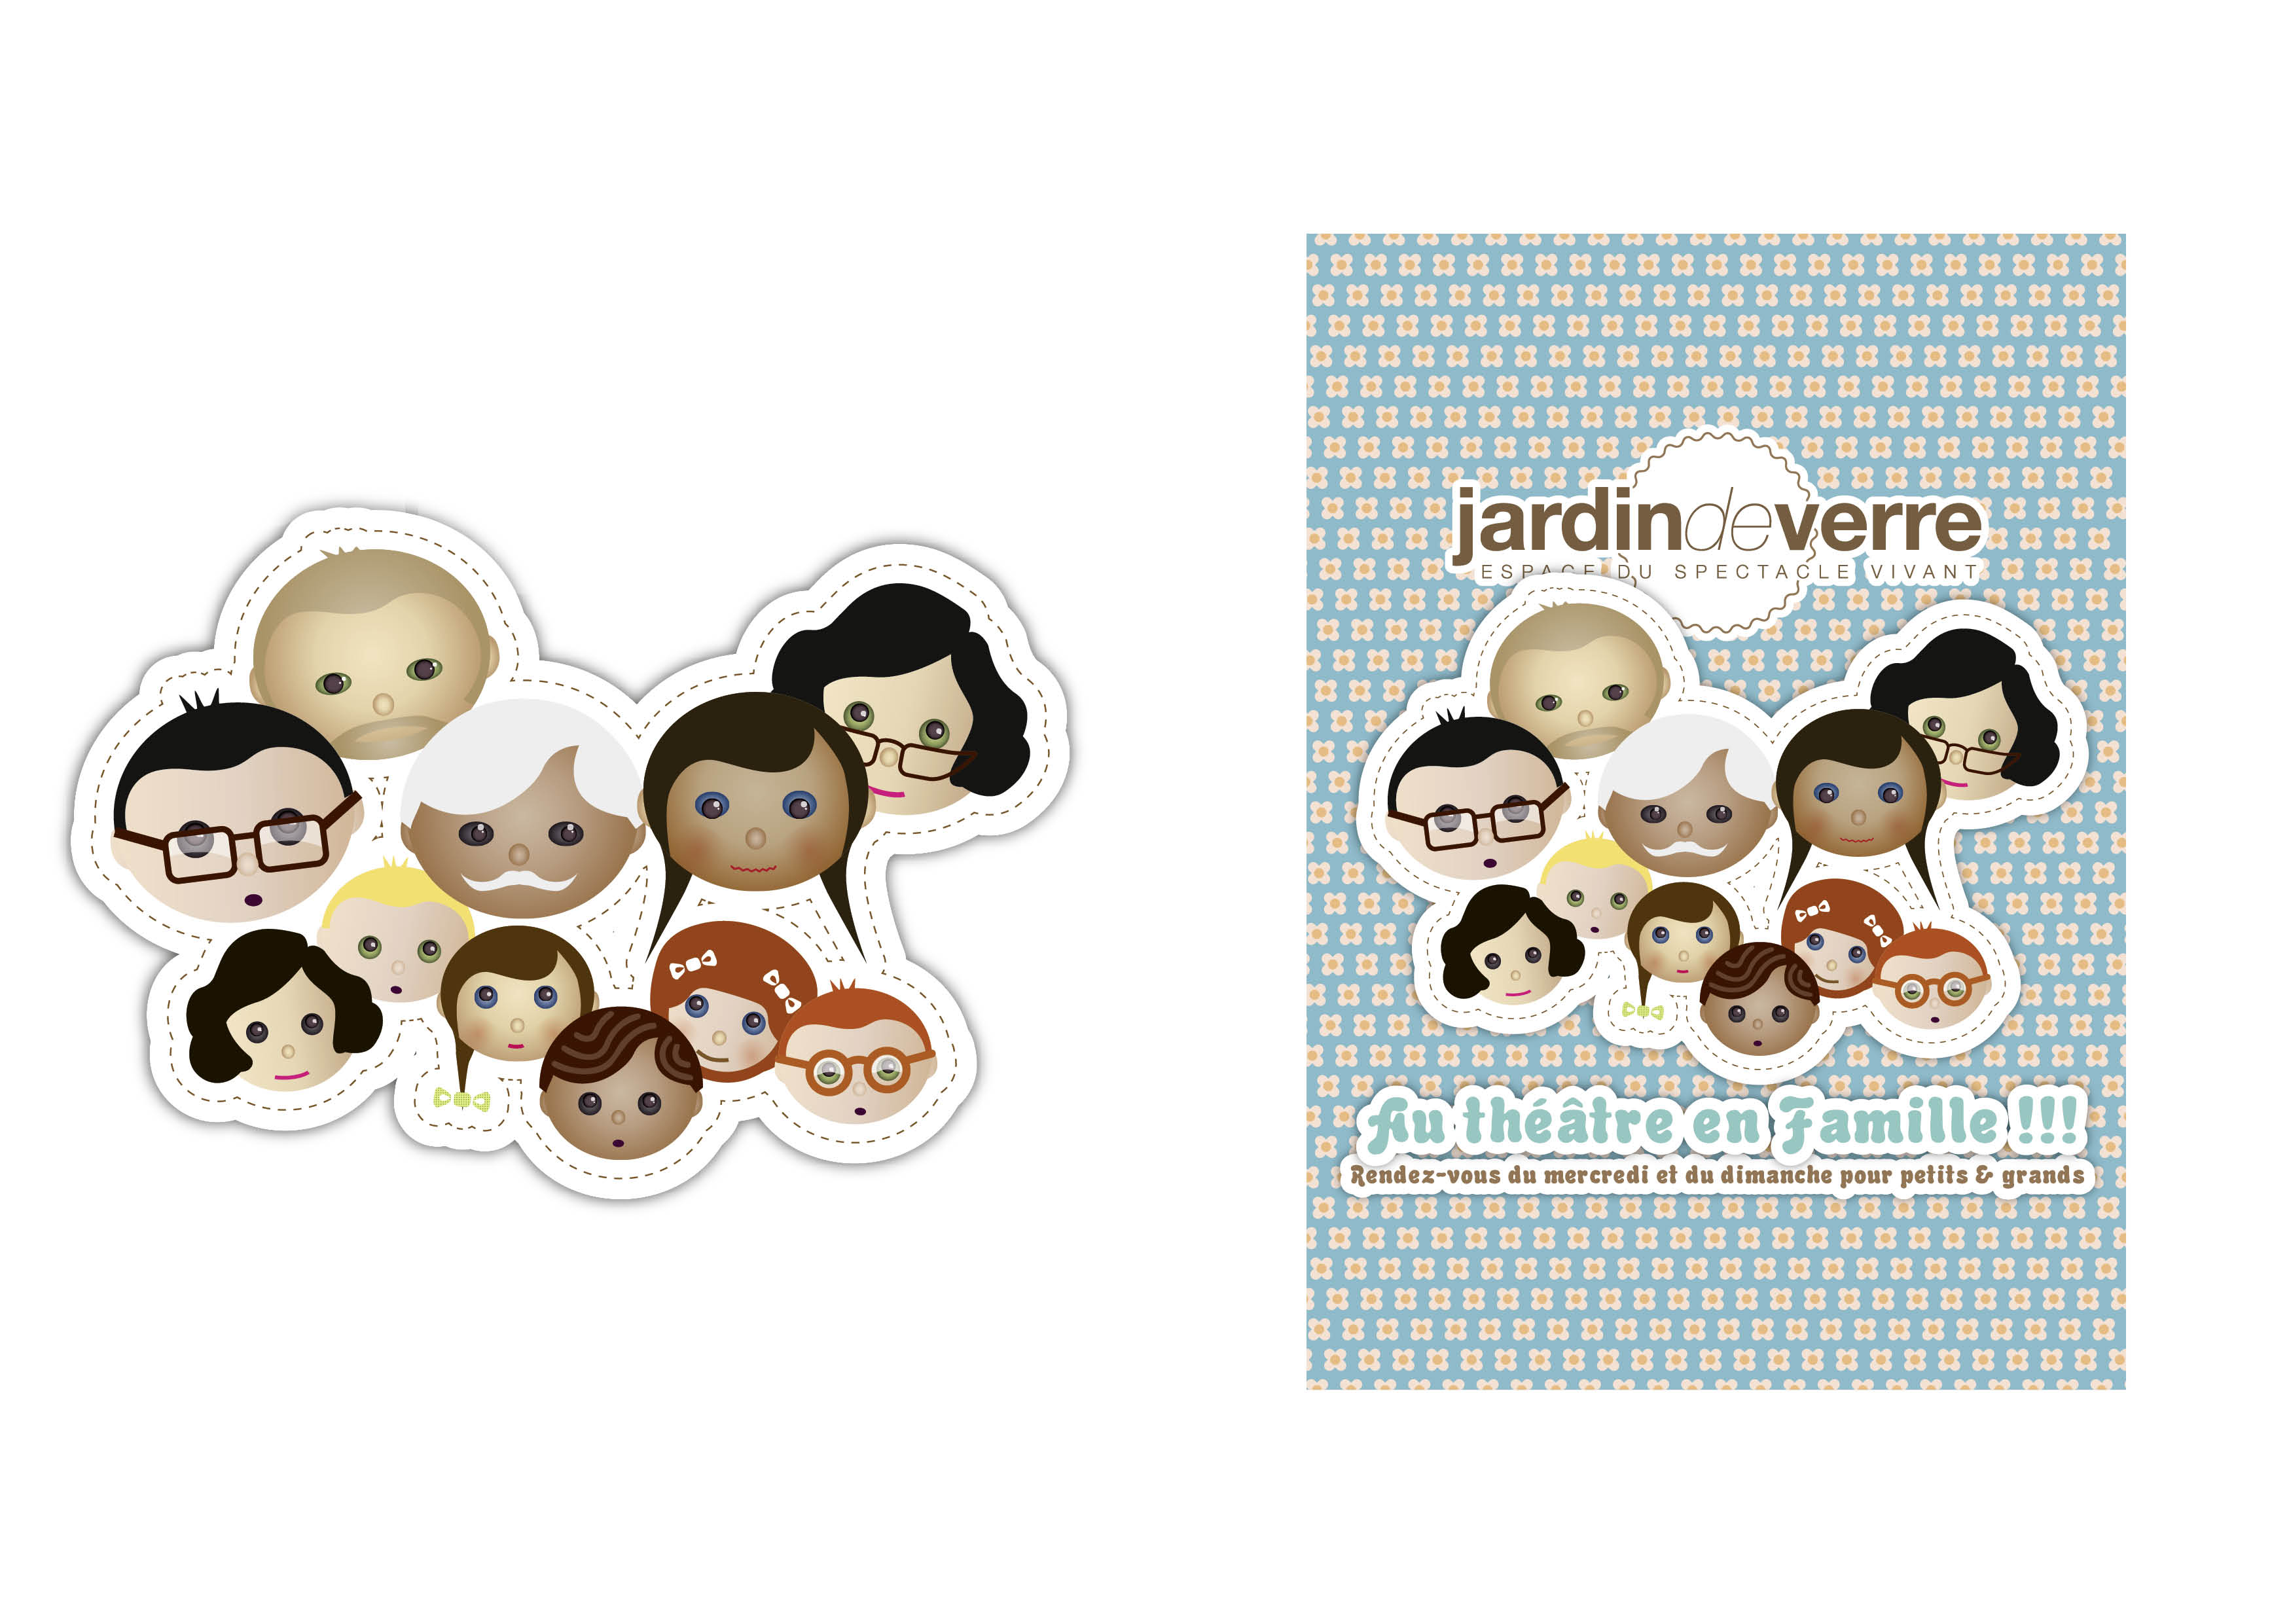 jardindeverre
ESPACE DU SPECTACLE VIVANT
Au théâtre en Famille !!!
Rendez-vous du mercredi et du dimanche pour petits & grands